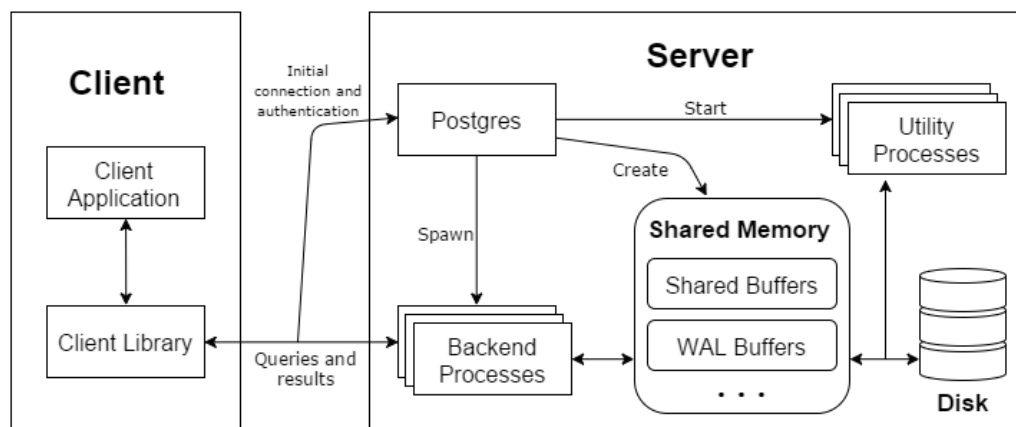 Client
Server
Initial
connection and
authentication
Postgres
Start
Utility
Processes
Client
Application
Create
Spawn
Shared Memory
Shared Buffers
Client Library
WAL Buffers
Queries and
results
Backend
Processes
. . .
Disk